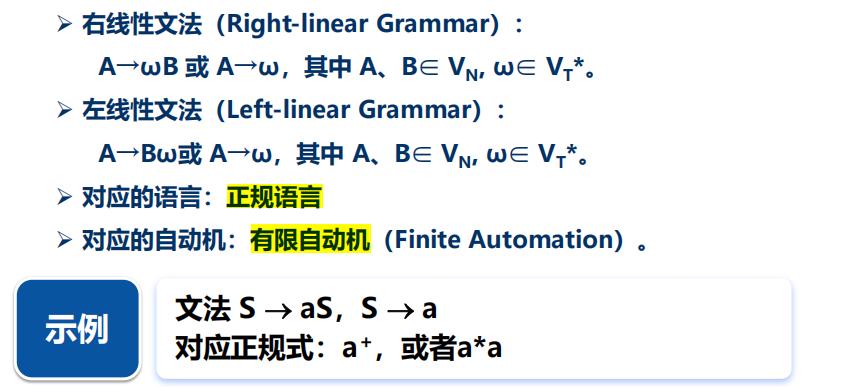 ➢ 右线性文法（Right-linear Grammar）：
A→ωB 或 A→ω，其中 A、B∈ V_N, ω∈ V_T*。
➢ 左线性文法（Left-linear Grammar）：
A→Bω或 A→ω，其中 A、B∈ V_N, ω∈ V_T*。
➢ 对应的语言：正规语言
➢ 对应的自动机：有限自动机（Finite Automation）。
示例
文法 S → aS，S → a
对应正规式：a⁺，或者a*a